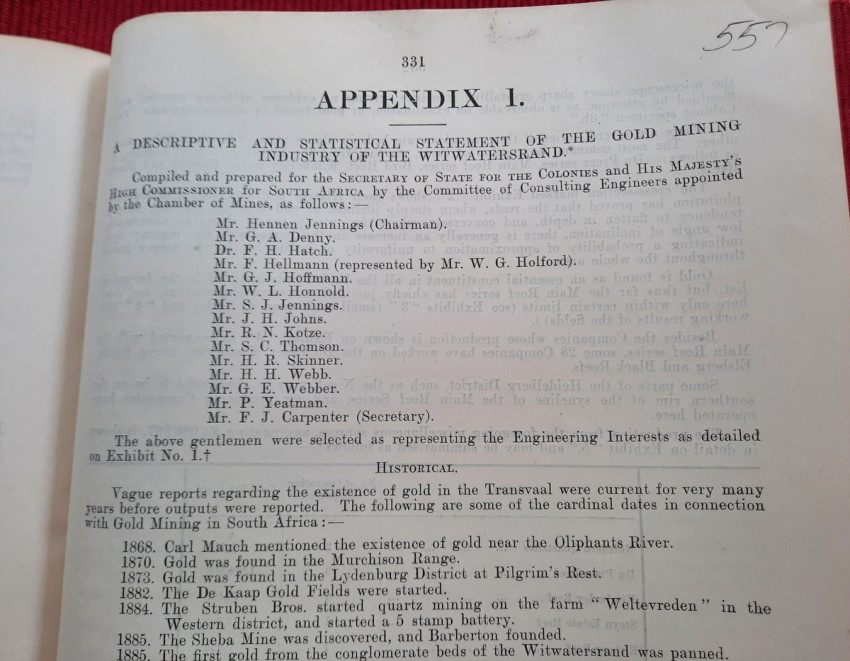 557
331
APPENDIX 1.
A DESCRIPTIVE AND STATISTICAL STATEMENT OF THE GOLD MINING
INDUSTRY OF THE WITWATERSRAND.*
Compiled and prepared for the SECRETARY OF STATE FOR THE COLONIES and HIS MAJESTY'S
HIGH COMMISSIONER for SOUTH AFRICA by the Committee of Consulting Engineers appointed
by the Chamber of Mines, as follows:—
Mr. Hennen Jennings (Chairman).
Mr. G. A. Denny.
Dr. F. H. Hatch.
Mr. F. Hellmann (represented by Mr. W. G. Holford).
Mr. G. J. Hoffmann.
Mr. W. L. Honnold.
Mr. S. J. Jennings.
Mr. J. H. Johns.
Mr. R. N. Kotze.
Mr. S. C. Thomson.
Mr. H. R. Skinner.
Mr. H. H. Webb.
Mr. G. E. Webber.
Mr. P. Yeatman.
Mr. F. J. Carpenter (Secretary).
The above gentlemen were selected as representing the Engineering Interests as detailed
on Exhibit No. 1.†
HISTORICAL.
Vague reports regarding the existence of gold in the Transvaal were current for very many
years before outputs were reported. The following are some of the cardinal dates in connection
with Gold Mining in South Africa:—
1868. Carl Mauch mentioned the existence of gold near the Oliphants River.
1870. Gold was found in the Murchison Range.
1873. Gold was found in the Lydenburg District at Pilgrim's Rest.
1882. The De Kaap Gold Fields were started.
1884. The Struben Bros. started quartz mining on the farm "Weltevreden" in the
Western district, and started a 5 stamp battery.
1885. The Sheba Mine was discovered, and Barberton founded.
1885. The first gold from the conglomerate beds of the Witwatersrand was panned.